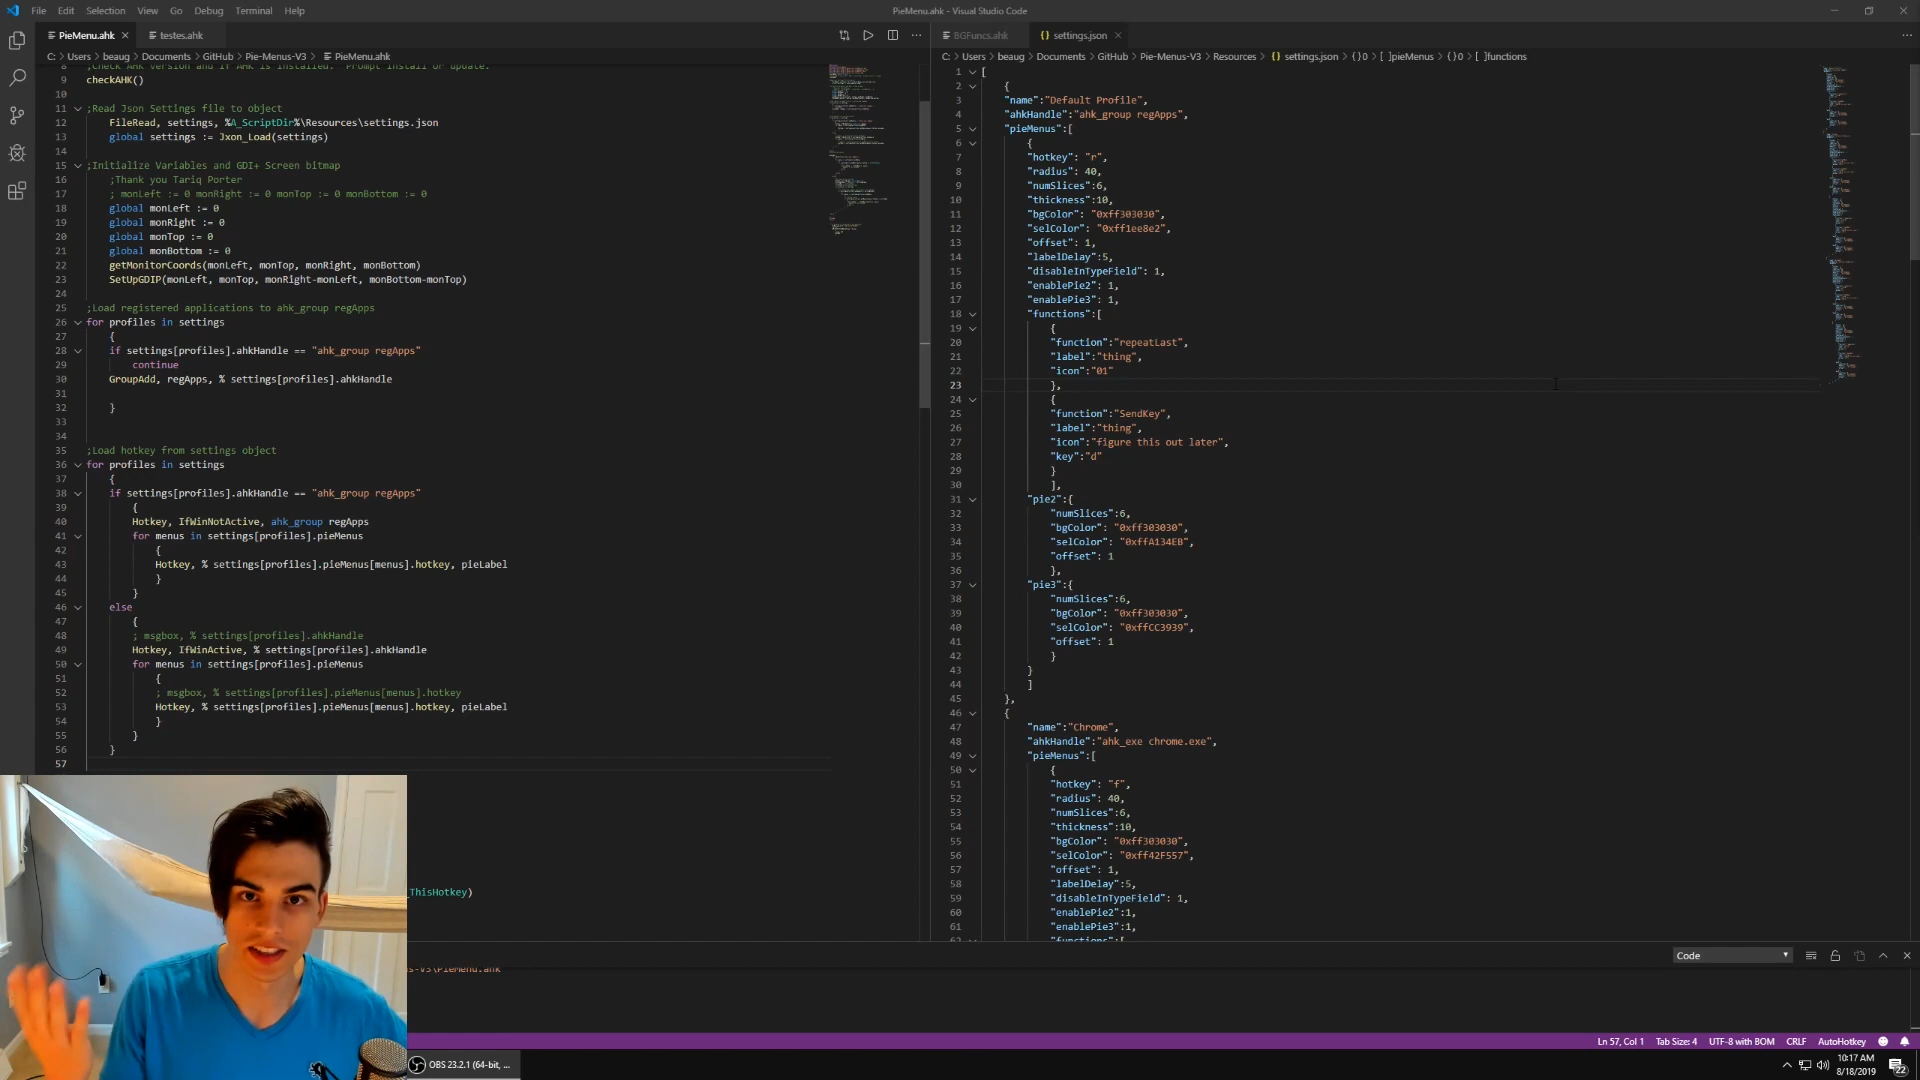 File Edit Selection View Go Debug Terminal Help
PieMenu.ahk - Visual Studio Code
PieMenu.ahk
testes.ahk
C: > Users > beaug > Documents > GitHub > Pie-Menus-V3 > PieMenu.ahk
8 ;Check AHK version and if AHK is installed. Prompt install or update.
9 checkAHK()
10
11 ;Read Json Settings file to object
12 FileRead, settings, %A_ScriptDir%\Resources\settings.json
13 global settings := Jxon_Load(settings)
14
15 ;Initialize Variables and GDI+ Screen bitmap
16 ;Thank you Tariq Porter
17 ; monLeft := 0 monRight := 0 monTop := 0 monBottom := 0
18 global monLeft := 0
19 global monRight := 0
20 global monTop := 0
21 global monBottom := 0
22 getMonitorCoords(monLeft, monTop, monRight, monBottom)
23 SetUpGDIP(monLeft, monTop, monRight-monLeft, monBottom-monTop)
24
25 ;Load registered applications to ahk_group regApps
26 for profiles in settings
27 {
28 if settings[profiles].ahkHandle == "ahk_group regApps"
29 continue
30 GroupAdd, regApps, % settings[profiles].ahkHandle
31
32 }
33
34
35 ;Load hotkey from settings object
36 for profiles in settings
37 {
38 if settings[profiles].ahkHandle == "ahk_group regApps"
39 {
40 Hotkey, IfWinNotActive, ahk_group regApps
41 for menus in settings[profiles].pieMenus
42 {
43 Hotkey, % settings[profiles].pieMenus[menus].hotkey, pieLabel
44 }
45 }
46 else
47 {
48 ; msgbox, % settings[profiles].ahkHandle
49 Hotkey, IfWinActive, % settings[profiles].ahkHandle
50 for menus in settings[profiles].pieMenus
51 {
52 ; msgbox, % settings[profiles].pieMenus[menus].hotkey
53 Hotkey, % settings[profiles].pieMenus[menus].hotkey, pieLabel
54 }
55 }
56 }
57
_ThisHotkey)
s-V3\PieMenu.ahk
BGFuncs.ahk
settings.json
C: > Users > beaug > Documents > GitHub > Pie-Menus-V3 > Resources > {} settings.json > {} 0 > [ ]pieMenus > {} 0 > [ ]functions
1 [
2 {
3 "name":"Default Profile",
4 "ahkHandle":"ahk_group regApps",
5 "pieMenus":[
6 {
7 "hotkey": "r",
8 "radius": 40,
9 "numSlices":6,
10 "thickness":10,
11 "bgColor": "0xff303030",
12 "selColor": "0xff1ee8e2",
13 "offset": 1,
14 "labelDelay":5,
15 "disableInTypeField": 1,
16 "enablePie2": 1,
17 "enablePie3": 1,
18 "functions":[
19 {
20 "function":"repeatLast",
21 "label":"thing",
22 "icon":"01"
23 },
24 {
25 "function":"SendKey",
26 "label":"thing",
27 "icon":"figure this out later",
28 "key":"d"
29 }
30 ],
31 "pie2":{
32 "numSlices":6,
33 "bgColor": "0xff303030",
34 "selColor": "0xffA134EB",
35 "offset": 1
36 },
37 "pie3":{
38 "numSlices":6,
39 "bgColor": "0xff303030",
40 "selColor": "0xffCC3939",
41 "offset": 1
42 }
43 }
44 ]
45 },
46 {
47 "name":"Chrome",
48 "ahkHandle":"ahk_exe chrome.exe",
49 "pieMenus":[
50 {
51 "hotkey": "f",
52 "radius": 40,
53 "numSlices":6,
54 "thickness":10,
55 "bgColor": "0xff303030",
56 "selColor": "0xff42F557",
57 "offset": 1,
58 "labelDelay":5,
59 "disableInTypeField": 1,
60 "enablePie2":1,
61 "enablePie3":1,
62 "functions":[
Code
Ln 57, Col 1 Tab Size: 4 UTF-8 with BOM CRLF AutoHotkey
OBS 23.2.1 (64-bit, ...
10:17 AM
8/18/2019
22